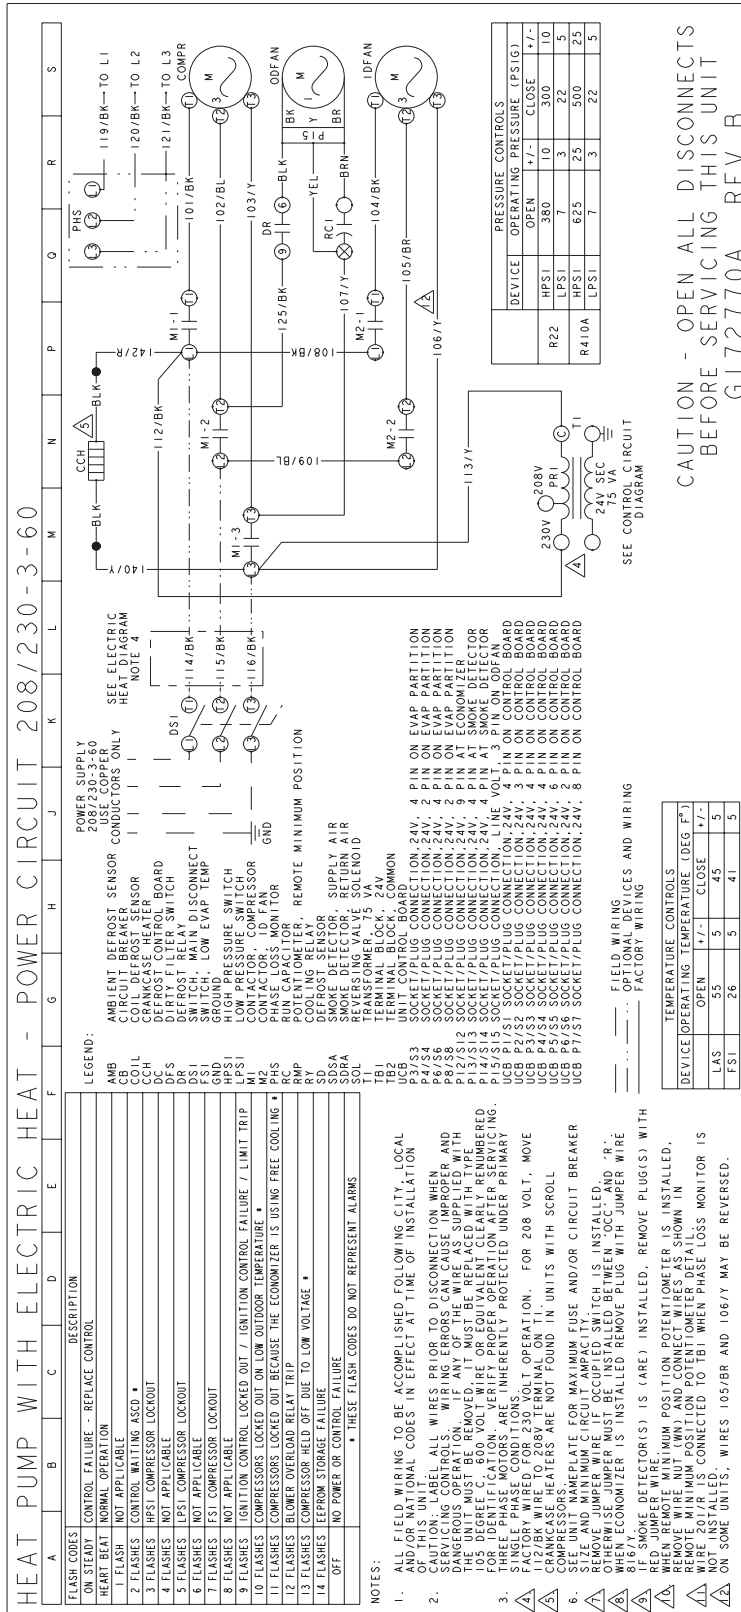 HEAT PUMP WITH ELECTRIC HEAT - POWER CIRCUIT 208/230-3-60
A B C D E F G H J K L M N P Q R S
FLASH CODES DESCRIPTION
ON STEADY CONTROL FAILURE - REPLACE CONTROL
HEART BEAT NORMAL OPERATION
1 FLASH NOT APPLICABLE
2 FLASHES CONTROL WAITING ASCD *
3 FLASHES HPS1 COMPRESSOR LOCKOUT
4 FLASHES NOT APPLICABLE
5 FLASHES LPS1 COMPRESSOR LOCKOUT
6 FLASHES NOT APPLICABLE
7 FLASHES FS1 COMPRESSOR LOCKOUT
8 FLASHES NOT APPLICABLE
9 FLASHES IGNITION CONTROL LOCKED OUT / IGNITION CONTROL FAILURE / LIMIT TRIP
10 FLASHES COMPRESSORS LOCKED OUT ON LOW OUTDOOR TEMPERATURE *
11 FLASHES COMPRESSORS LOCKED OUT BECAUSE THE ECONOMIZER IS USING FREE COOLING *
12 FLASHES BLOWER OVERLOAD RELAY TRIP
13 FLASHES COMPRESSOR HELD OFF DUE TO LOW VOLTAGE *
14 FLASHES EEPROM STORAGE FAILURE
OFF NO POWER OR CONTROL FAILURE
* THESE FLASH CODES DO NOT REPRESENT ALARMS
NOTES:
1. ALL FIELD WIRING TO BE ACCOMPLISHED FOLLOWING CITY, LOCAL
AND/OR NATIONAL CODES IN EFFECT AT TIME OF INSTALLATION
OF THIS UNIT
2. CAUTION: LABEL ALL WIRES PRIOR TO DISCONNECTION WHEN
SERVICING CONTROLS. WIRING ERRORS CAN CAUSE IMPROPER AND
DANGEROUS OPERATION. IF ANY OF THE WIRE AS SUPPLIED WITH
THE UNIT MUST BE REMOVED, IT MUST BE REPLACED WITH TYPE
105 DEGREE C, 600 VOLT WIRE OR EQUIVALENT CLEARLY RENUMBERED
FOR IDENTIFICATION. VERIFY PROPER OPERATION AFTER SERVICING.
3. THREE PHASE MOTORS ARE INHERENTLY PROTECTED UNDER PRIMARY
SINGLE PHASE CONDITIONS.
4 FACTORY WIRED FOR 230 VOLT OPERATION. FOR 208 VOLT, MOVE
112/BK WIRE TO 208V TERMINAL ON T1.
5 CRANKCASE HEATERS ARE NOT FOUND IN UNITS WITH SCROLL
COMPRESSORS.
6. SEE UNIT NAMEPLATE FOR MAXIMUM FUSE AND/OR CIRCUIT BREAKER
SIZE AND MINIMUM CIRCUIT AMPACITY.
7 REMOVE JUMPER WIRE IF OCCUPIED SWITCH IS INSTALLED.
OTHERWISE JUMPER MUST BE INSTALLED BETWEEN 'OCC' AND 'R'.
8 WHEN ECONOMIZER IS INSTALLED REMOVE PLUG WITH JUMPER WIRE
816/Y.
9 IF SMOKE DETECTOR(S) IS (ARE) INSTALLED, REMOVE PLUG(S) WITH
RED JUMPER WIRE.
10 WHEN REMOTE MINIMUM POSITION POTENTIOMETER IS INSTALLED,
REMOVE WIRE NUT (WN) AND CONNECT WIRES AS SHOWN IN
REMOTE MINIMUM POSITION POTENTIOMETER DETAIL.
11 WIRE 201/R IS CONNECTED TO TB1 WHEN PHASE LOSS MONITOR IS
NOT INSTALLED.
12 ON SOME UNITS, WIRES 105/BR AND 106/Y MAY BE REVERSED.
LEGEND:
AMB AMBIENT DEFROST SENSOR
CB CIRCUIT BREAKER
COIL COIL DEFROST SENSOR
CCH CRANKCASE HEATER
DC DEFROST CONTROL BOARD
DFS DIRTY FILTER SWITCH
DR DEFROST RELAY
DS1 SWITCH, MAIN DISCONNECT
FS1 SWITCH, LOW EVAP TEMP
GND GROUND
HPS1 HIGH PRESSURE SWITCH
LPS1 LOW PRESSURE SWITCH
M1 CONTACTOR, COMPRESSOR
M2 CONTACTOR, ID FAN
PHS PHASE LOSS MONITOR
RC RUN CAPACITOR
RMP POTENTIOMETER, REMOTE MINIMUM POSITION
RY COOLING RELAY
SD DEFROST SENSOR
SDSA SMOKE DETECTOR, SUPPLY AIR
SDRA SMOKE DETECTOR, RETURN AIR
SOL REVERSING VALVE SOLENOID
T1 TRANSFORMER, 75 VA
TB1 TERMINAL BLOCK, 24V
TB2 TERMINAL BLOCK, COMMON
UCB UNIT CONTROL BOARD
P3/S3 SOCKET/PLUG CONNECTION,24V, 4 PIN ON EVAP PARTITION
P4/S4 SOCKET/PLUG CONNECTION,24V, 2 PIN ON EVAP PARTITION
P6/S6 SOCKET/PLUG CONNECTION,24V, 4 PIN ON EVAP PARTITION
P8/S8 SOCKET/PLUG CONNECTION,24V, 2 PIN ON EVAP PARTITION
P12/S12 SOCKET/PLUG CONNECTION,24V, 9 PIN AT ECONOMIZER
P13/S13 SOCKET/PLUG CONNECTION,24V, 4 PIN AT SMOKE DETECTOR
P14/S14 SOCKET/PLUG CONNECTION,24V, 4 PIN AT SMOKE DETECTOR
P15/S15 SOCKET/PLUG CONNECTION, LINE VOLT, 3 PIN ON ODFAN
UCB P1/S1 SOCKET/PLUG CONNECTION,24V, 4 PIN ON CONTROL BOARD
UCB P2/S2 SOCKET/PLUG CONNECTION,24V, 3 PIN ON CONTROL BOARD
UCB P3/S3 SOCKET/PLUG CONNECTION,24V, 2 PIN ON CONTROL BOARD
UCB P4/S4 SOCKET/PLUG CONNECTION,24V, 4 PIN ON CONTROL BOARD
UCB P5/S5 SOCKET/PLUG CONNECTION,24V, 6 PIN ON CONTROL BOARD
UCB P6/S6 SOCKET/PLUG CONNECTION,24V, 2 PIN ON CONTROL BOARD
UCB P7/S7 SOCKET/PLUG CONNECTION,24V, 8 PIN ON CONTROL BOARD
FIELD WIRING
OPTIONAL DEVICES AND WIRING
FACTORY WIRING
TEMPERATURE CONTROLS
DEVICE OPERATING TEMPERATURE (DEG F°)
OPEN +/- CLOSE +/-
LAS 55 5 45 5
FS1 26 5 41 5
POWER SUPPLY
208/230-3-60
USE COPPER
CONDUCTORS ONLY
GND
DS1
L1 T1
L2 T2
L3 T3
SEE ELECTRIC
HEAT DIAGRAM
NOTE 4
114/BK
115/BK
116/BK
140/Y
BLK
CCH
5
BLK
142/R
112/BK
L1 M1-1 T1
L2 M1-2 T2
L3 M1-3 T3
PHS
L3 L2 L1
119/BK TO L1
120/BK TO L2
121/BK TO L3
101/BK
102/BL
103/Y
T1
T2
T3
COMPR
M
3
125/BK
9 DR 6
BLK
BK
Y
BR
P15
YEL
RC1
BRN
107/Y
ODFAN
M
1
108/BK
109/BL
L1 M2-1 T1
L2 M2-2 T2
104/BK
105/BR
106/Y
12
T1
T2
T3
IDFAN
M
3
113/Y
230V
208V
PRI
C
T1
24V SEC
75 VA
4
SEE CONTROL CIRCUIT
DIAGRAM
PRESSURE CONTROLS
DEVICE OPERATING PRESSURE (PSIG)
OPEN +/- CLOSE +/-
R22 HPS1 380 10 300 10
LPS1 7 3 22 5
R410A HPS1 625 25 500 25
LPS1 7 3 22 5
CAUTION - OPEN ALL DISCONNECTS
BEFORE SERVICING THIS UNIT
G172770A REV B